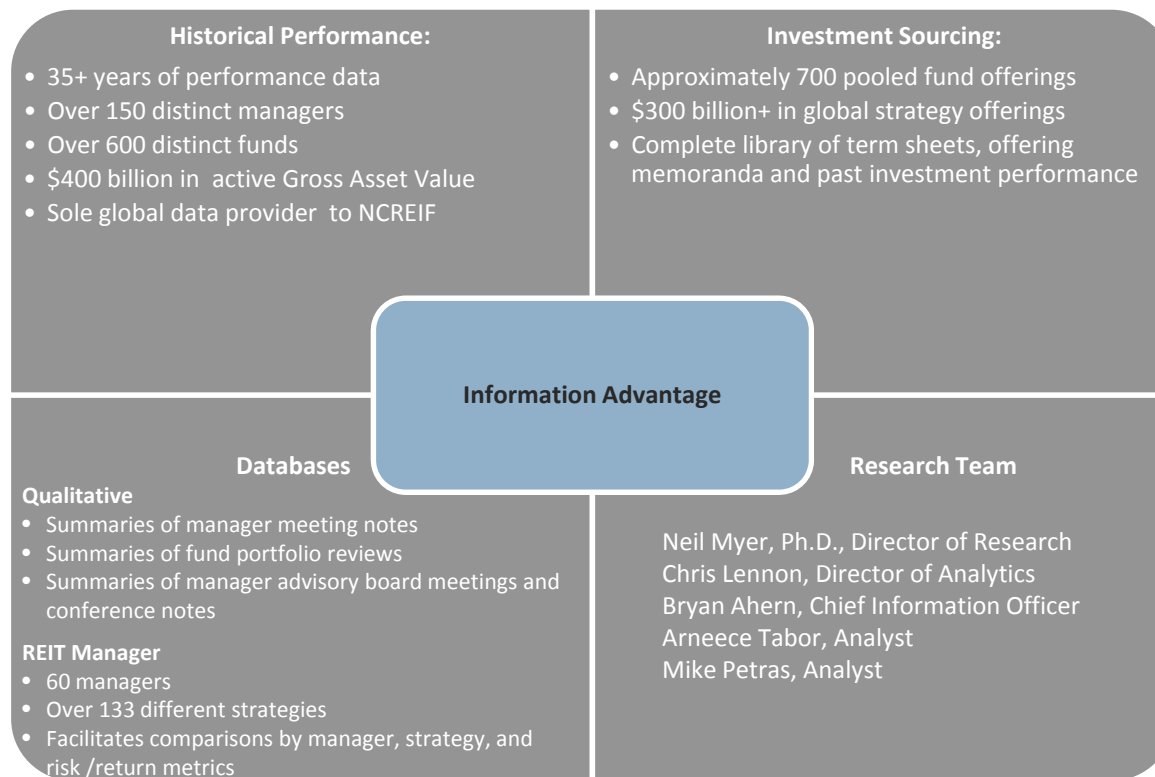 Historical Performance:
• 35+ years of performance data
• Over 150 distinct managers
• Over 600 distinct funds
• $400 billion in  active Gross Asset Value
• Sole global data provider  to NCREIF
Investment Sourcing:
• Approximately 700 pooled fund offerings
• $300 billion+ in global strategy offerings
• Complete library of term sheets, offering
memoranda and past investment performance
Information Advantage
Databases
Qualitative
• Summaries of manager meeting notes
• Summaries of fund portfolio reviews
• Summaries of manager advisory board meetings and
conference notes
REIT Manager
• 60 managers
• Over 133 different strategies
• Facilitates comparisons by manager, strategy, and
risk /return metrics
Research Team
Neil Myer, Ph.D., Director of Research
Chris Lennon, Director of Analytics
Bryan Ahern, Chief Information Officer
Arneece Tabor, Analyst
Mike Petras, Analyst